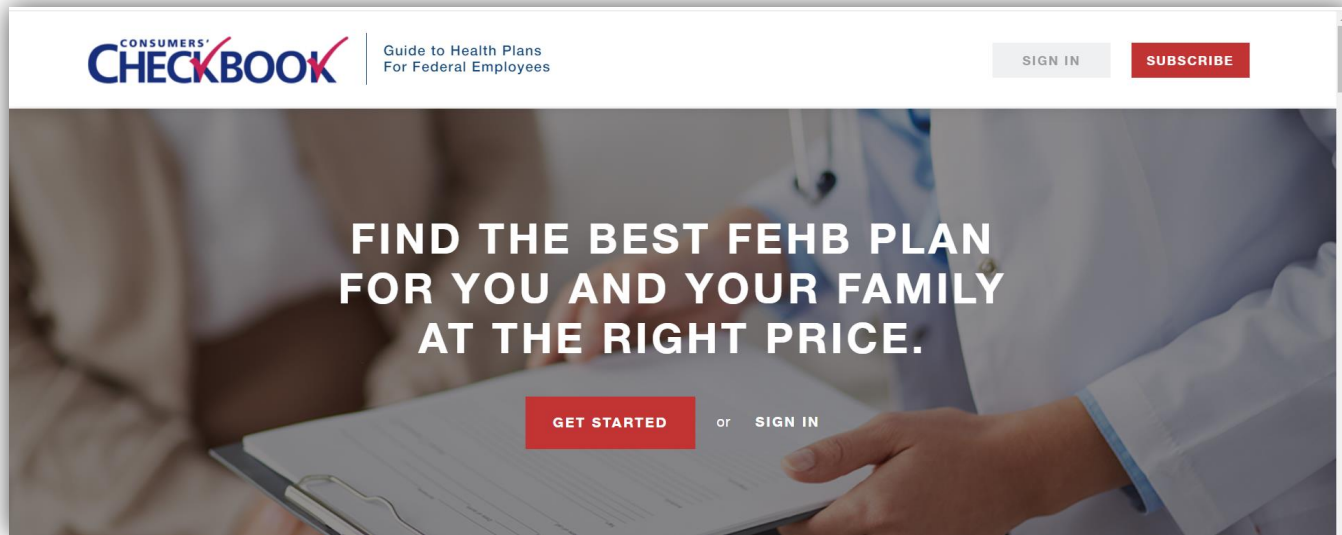 CONSUMERS'
CHECKBOOK
Guide to Health Plans
For Federal Employees
SIGN IN
SUBSCRIBE
FIND THE BEST FEHB PLAN
FOR YOU AND YOUR FAMILY
AT THE RIGHT PRICE.
GET STARTED or SIGN IN